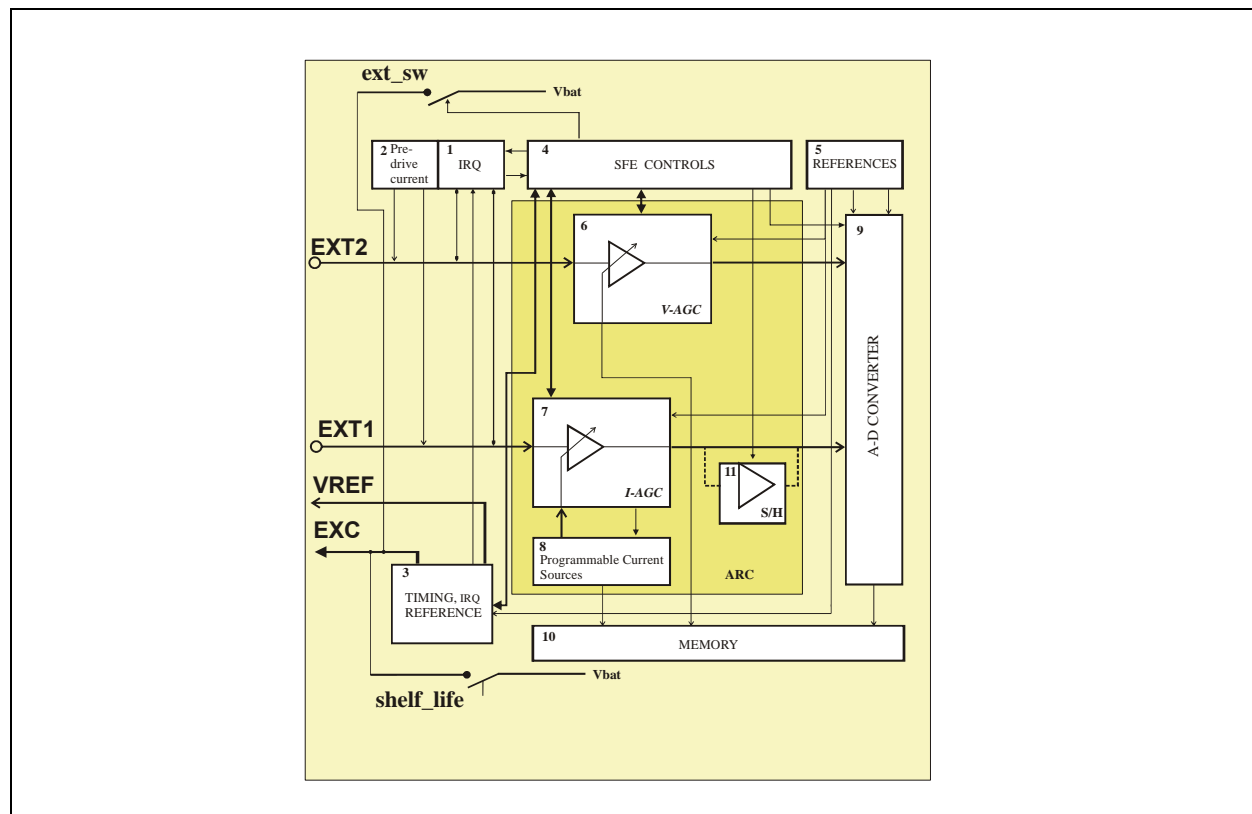 ext_sw
Vbat
2 Pre-
drive
current
1
IRQ
4
SFE CONTROLS
5
REFERENCES
6
V-AGC
9
A-D CONVERTER
EXT2
7
I-AGC
EXT1
11
S/H
VREF
EXC
8
Programmable Current
Sources
ARC
3
TIMING, IRQ
REFERENCE
10
MEMORY
Vbat
shelf_life